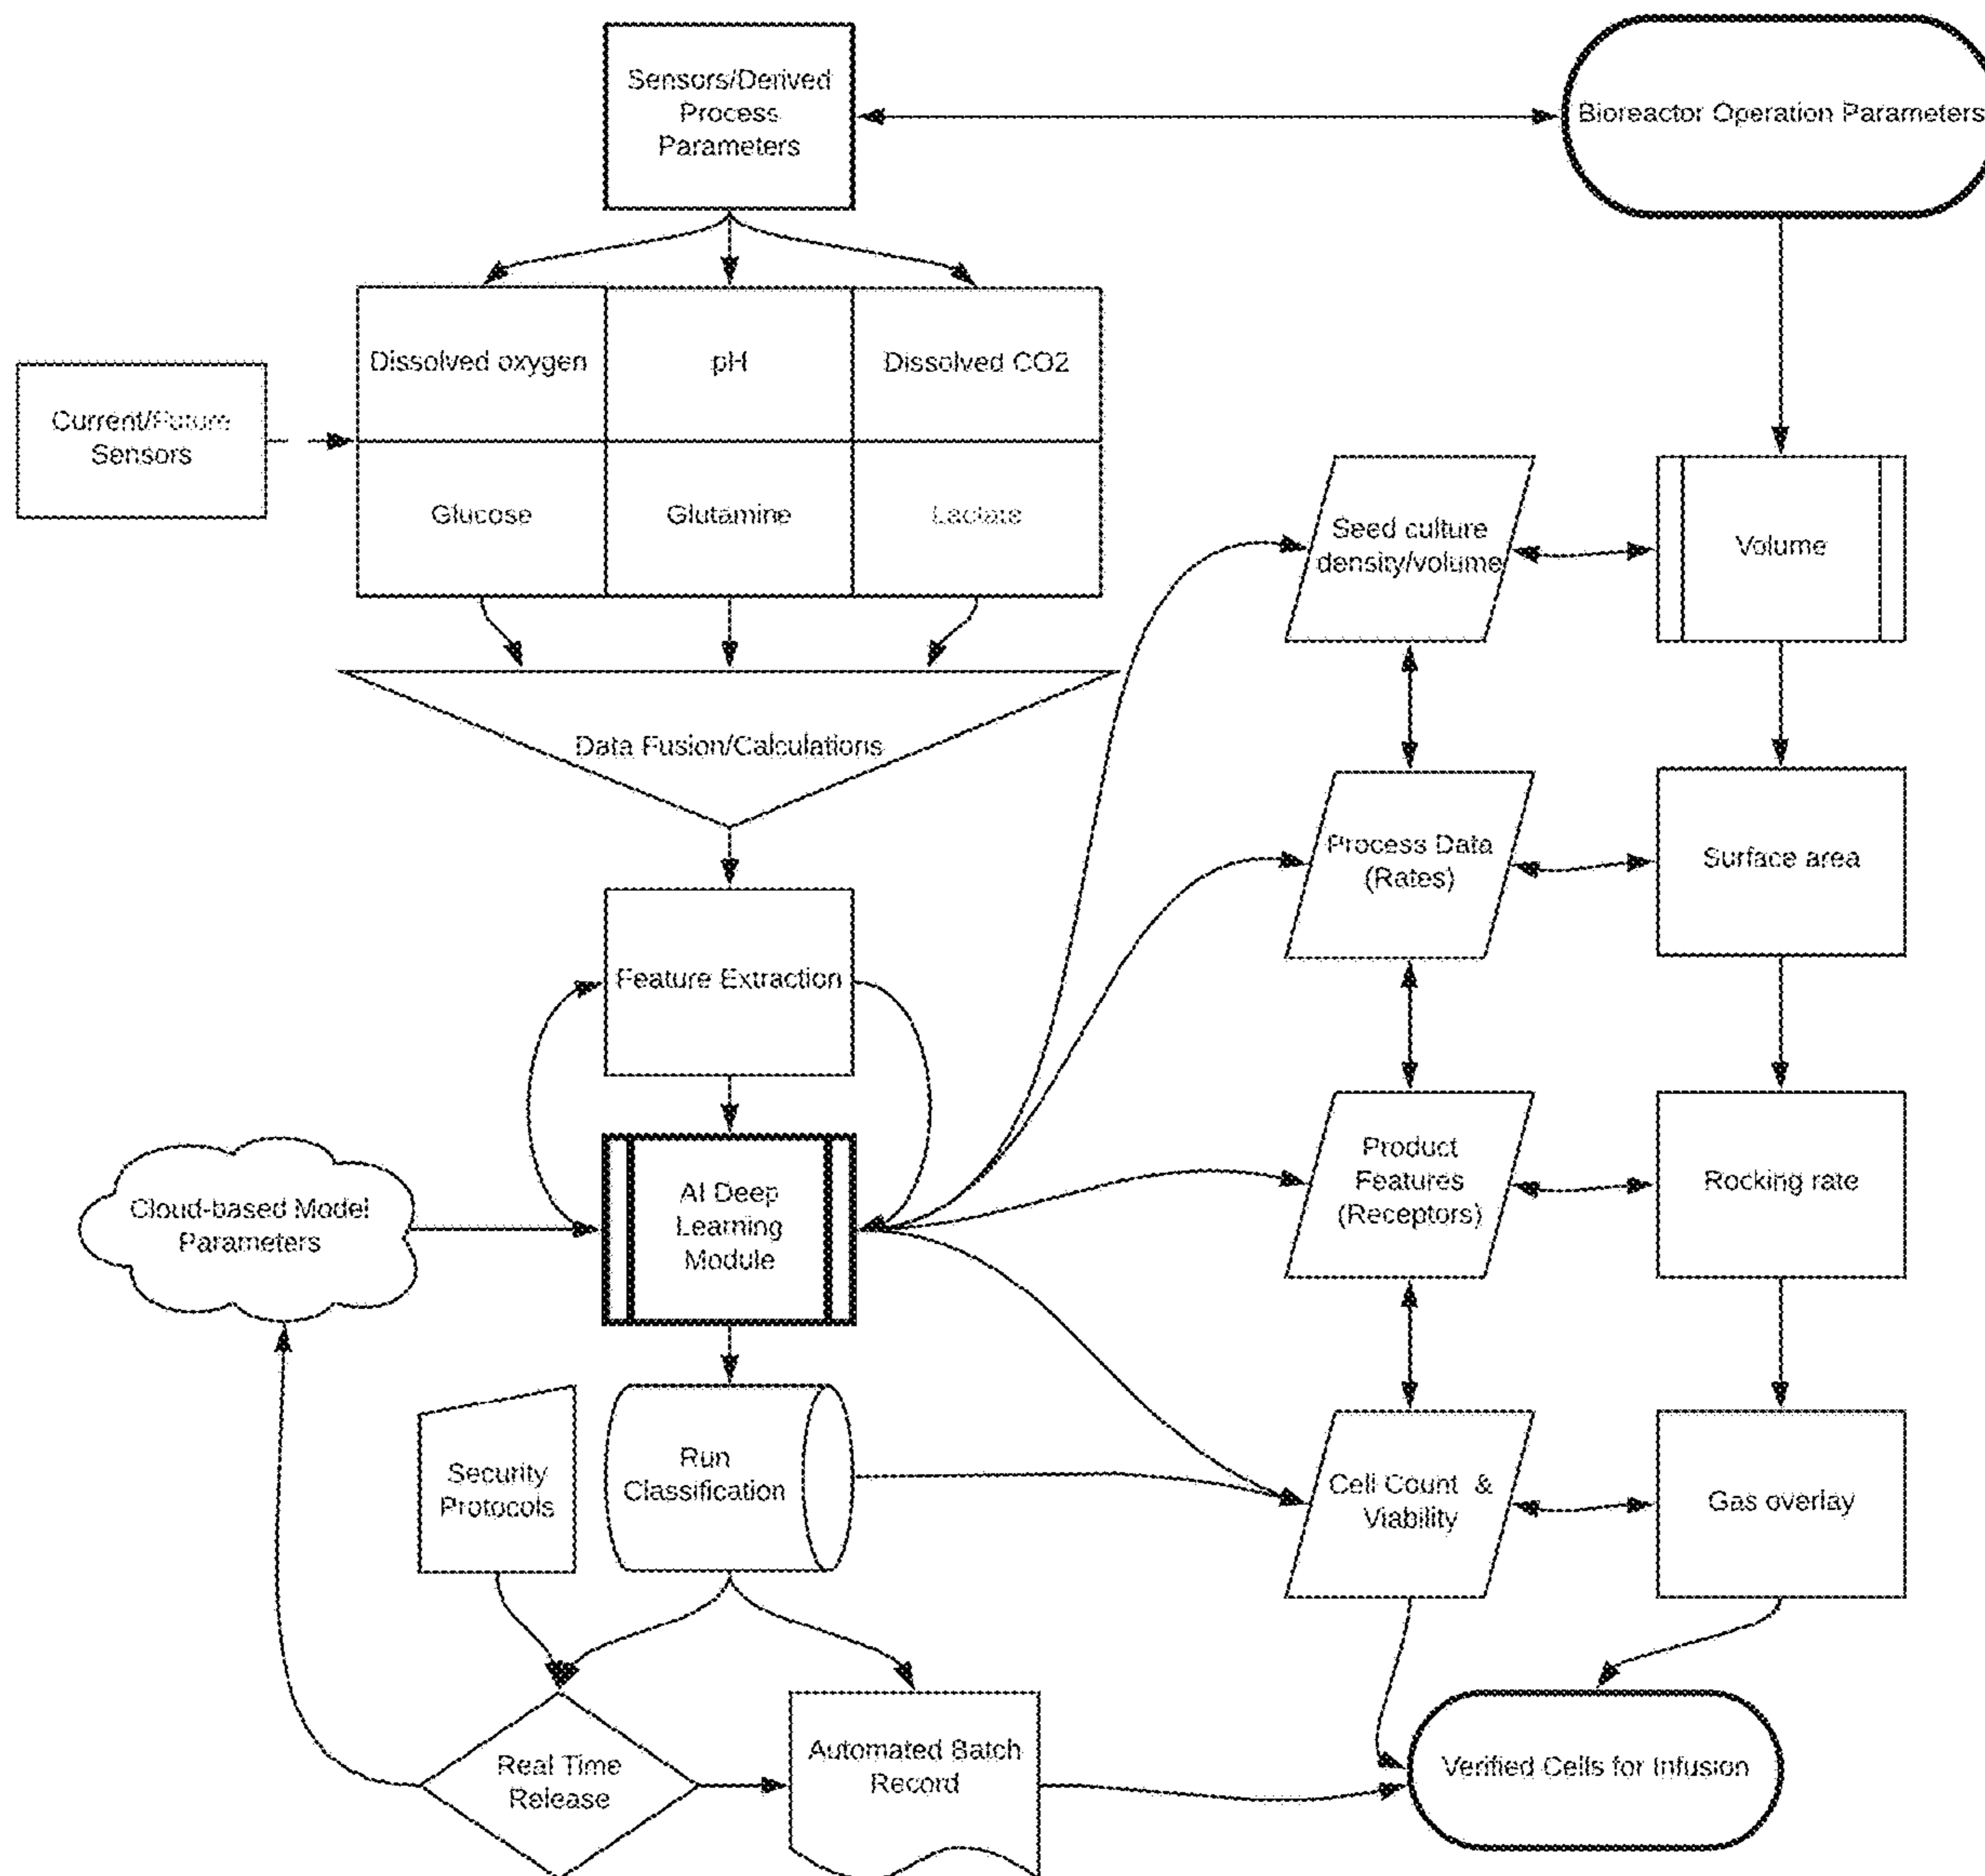 Sensors/Derived
Process
Parameters
Bioreactor Operation Parameters
Dissolved oxygen
pH
Dissolved CO2
Current/Future
Sensors
Glucose
Glutamine
Lactate
Seed culture
density/volume
Volume
Data Fusion/Calculations
Process Data
(Rates)
Surface area
Feature Extraction
Cloud-based Model
Parameters
AI Deep
Learning
Module
Product
Features
(Receptors)
Rocking rate
Security
Protocols
Run
Classification
Cell Count &
Viability
Gas overlay
Real Time
Release
Automated Batch
Record
Verified Cells for Infusion